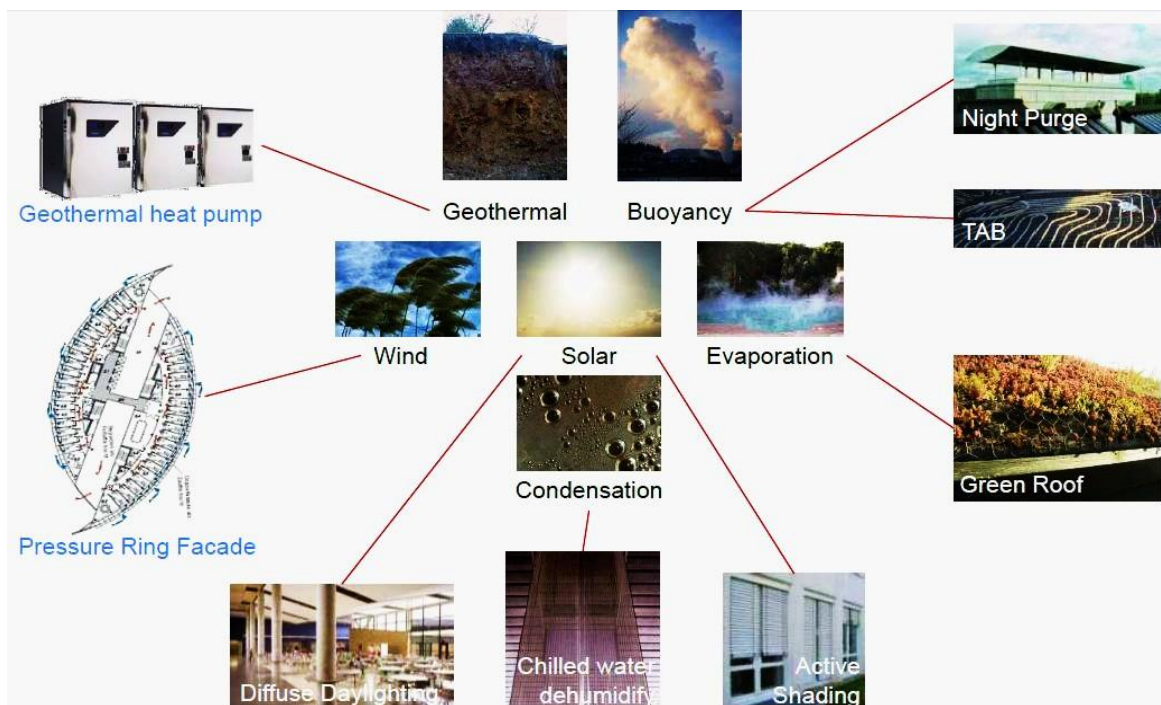 Night Purge
Geothermal heat pump
Geothermal
Buoyancy
TAB
Wind
Solar
Evaporation
Condensation
Green Roof
Pressure Ring Facade
Diffuse Daylighting
Chilled water
dehumidify
Active
Shading